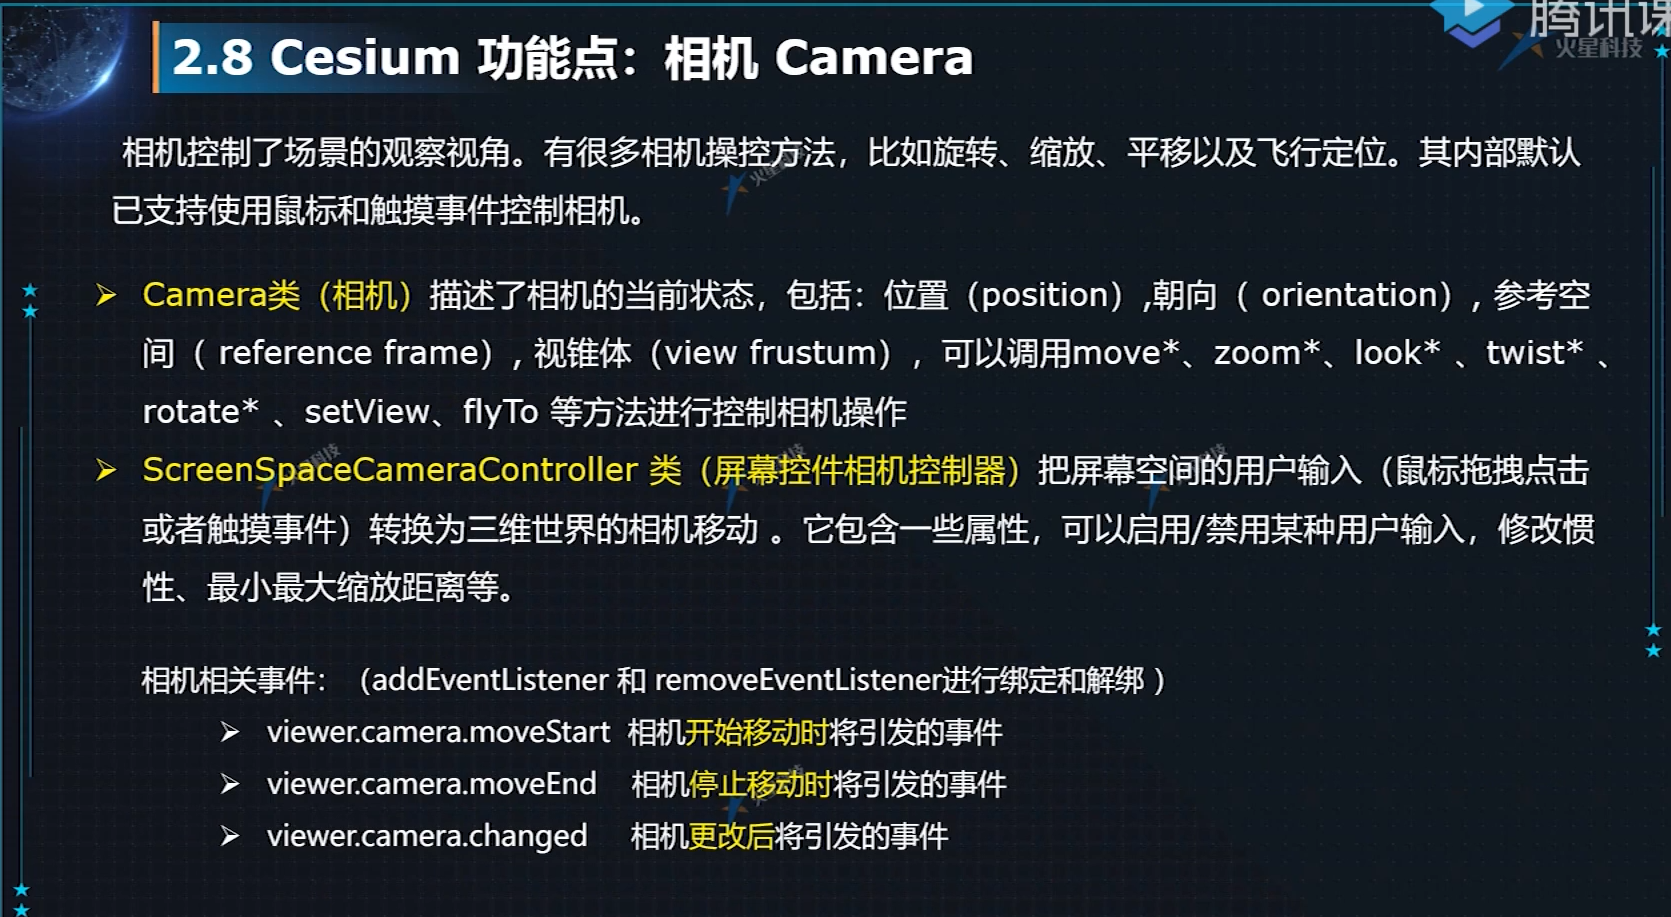 腾讯课
火星科技
2.8 Cesium 功能点：相机 Camera
相机控制了场景的观察视角。有很多相机操控方法，比如旋转、缩放、平移以及飞行定位。其内部默认
已支持使用鼠标和触摸事件控制相机。
➢ Camera类（相机）描述了相机的当前状态，包括：位置（position）,朝向（ orientation）, 参考空
间（ reference frame）, 视锥体（view frustum），可以调用move*、zoom*、look* 、twist* 、
rotate* 、setView、flyTo 等方法进行控制相机操作
➢ ScreenSpaceCameraController 类（屏幕控件相机控制器）把屏幕空间的用户输入（鼠标拖拽点击
或者触摸事件）转换为三维世界的相机移动 。它包含一些属性，可以启用/禁用某种用户输入，修改惯
性、最小最大缩放距离等。
相机相关事件：（addEventListener 和 removeEventListener进行绑定和解绑 ）
➢ viewer.camera.moveStart 相机开始移动时将引发的事件
➢ viewer.camera.moveEnd 相机停止移动时将引发的事件
➢ viewer.camera.changed 相机更改后将引发的事件